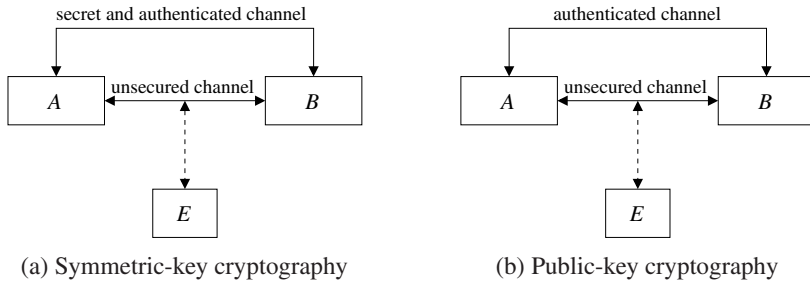 secret and authenticated channel
A
unsecured channel
B
E
(a) Symmetric-key cryptography
authenticated channel
A
unsecured channel
B
E
(b) Public-key cryptography